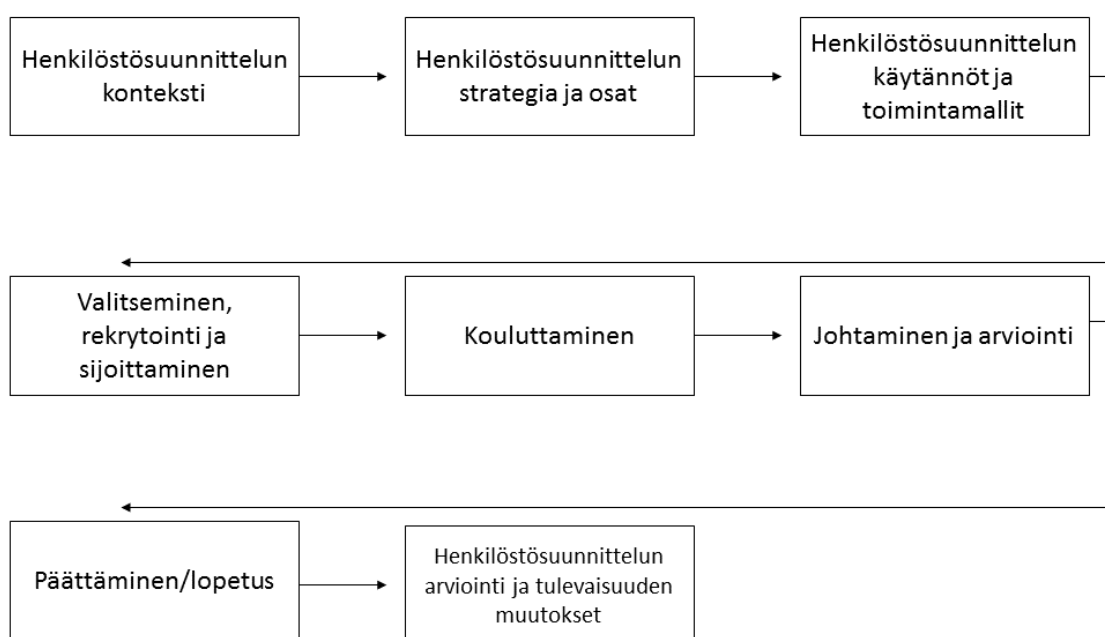 Henkilöstösuunnittelun
konteksti
Henkilöstösuunnittelun
strategia ja osat
Henkilöstösuunnittelun
käytännöt ja
toimintamallit
Valitseminen,
rekrytointi ja
sijoittaminen
Kouluttaminen
Johtaminen ja arviointi
Päättäminen/lopetus
Henkilöstösuunnittelun
arviointi ja tulevaisuuden
muutokset